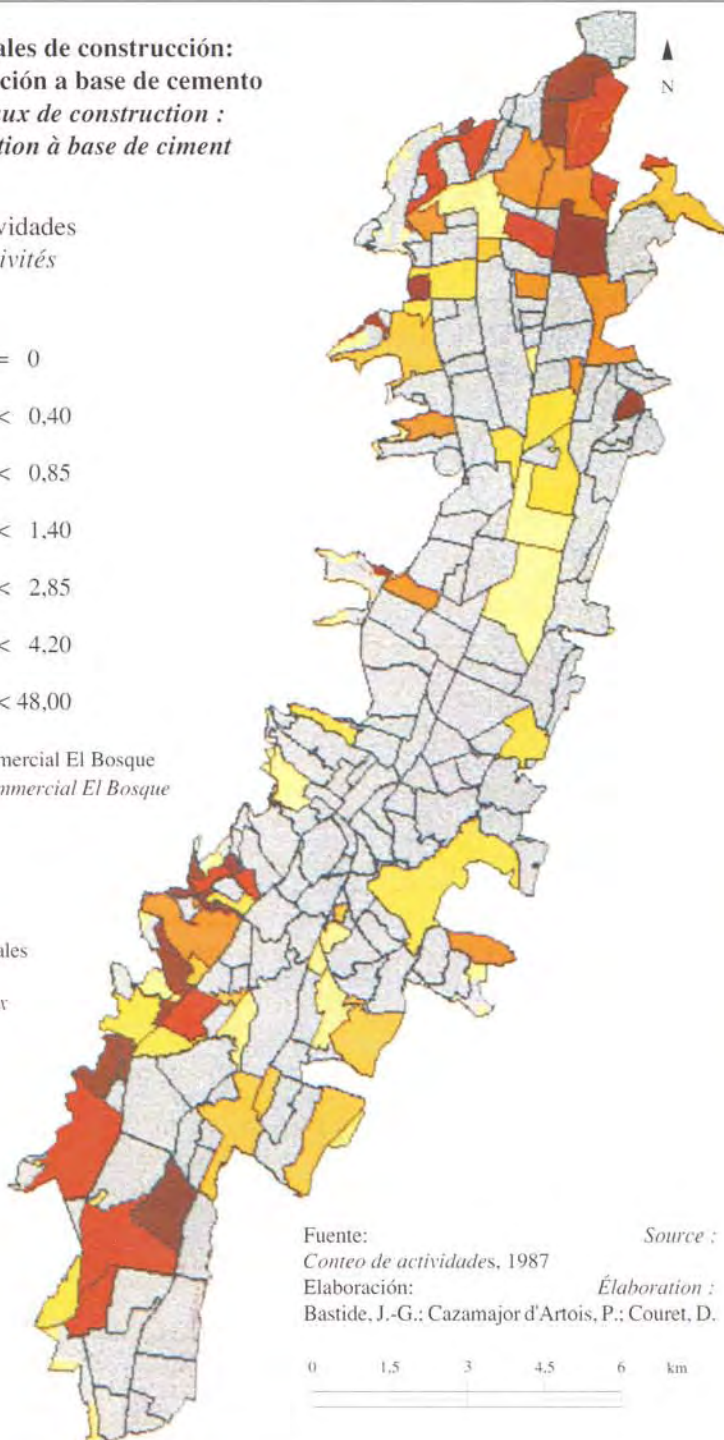 ales de construcción:
ción a base de cemento
ux de construction :
tion à base de ciment
N
vidades
ivités
= 0
< 0,40
< 0,85
< 1,40
< 2,85
< 4,20
< 48,00
mercial El Bosque
mmercial El Bosque
ales
x
Fuente: Source :
Conteo de actividades, 1987
Elaboración: Élaboration :
Bastide, J.-G.; Cazamajor d'Artois, P.; Couret, D.
0 1,5 3 4,5 6 km